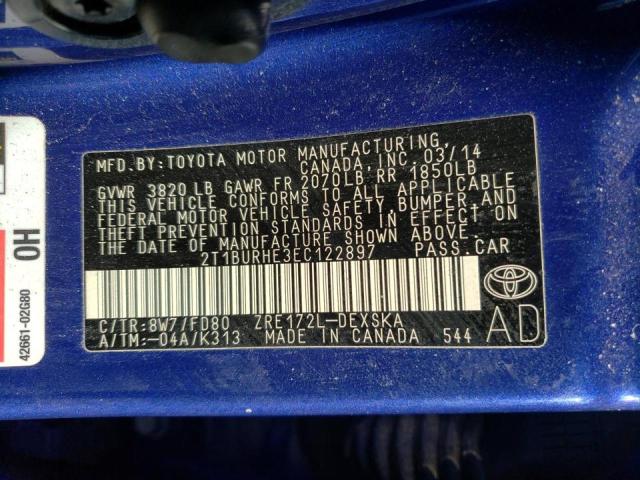 MFD.BY:TOYOTA MOTOR MANUFACTURING,
CANADA, INC. 03/14
GVWR 3820 LB GAWR FR 2070LB, RR 1850LB
THIS VEHICLE CONFORMS TO ALL APPLICABLE
FEDERAL MOTOR VEHICLE SAFETY, BUMPER, AND
THEFT PREVENTION STANDARDS IN EFFECT ON
THE DATE OF MANUFACTURE SHOWN ABOVE.
2T1BURHE3EC122897 PASS.CAR
C/TR:8W7/FD80 ZRE172L-DEXSKA
A/TM:-04A/K313 MADE IN CANADA 544
AD
OH
42661-02G80